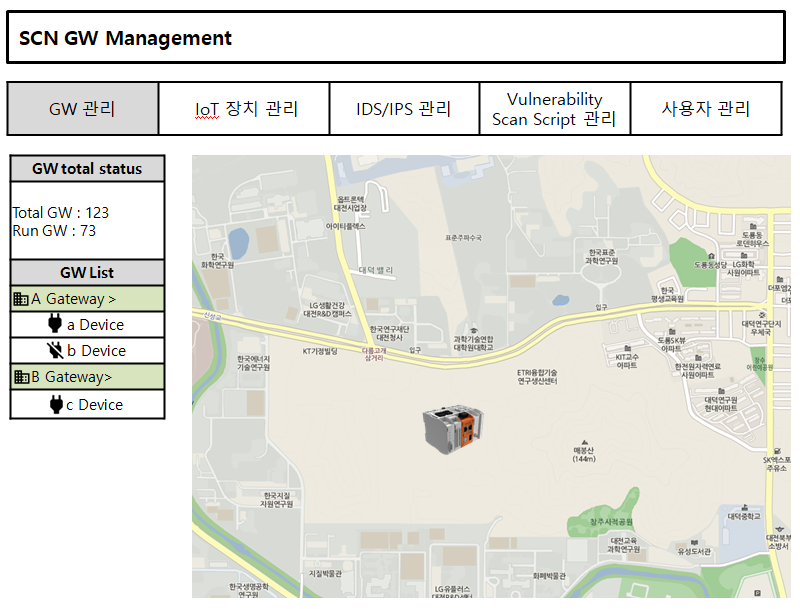 SCN GW Management
GW 관리
IoT 장치 관리
IDS/IPS 관리
Vulnerability
Scan Script 관리
사용자 관리
GW total status
Total GW : 123
Run GW : 73
GW List
A Gateway >
a Device
b Device
B Gateway>
c Device
옵트론텍
대전사업장
아이티플렉스
표준주파수국
한국
화학연구원
대덕밸리
한국표준
과학연구원
도룡동
로덴하우스
도룡동성당
LG화학
사원아파트
한국
평생교육원
LG생활건강
대전R&D캠퍼스
입구
신성교
한국연구재단
대전청사
과학기술연합
대학원대학교
KT가정빌딩
다름고개
삼거리
입구
대덕연구단지
우체국
도룡SK뷰
아파트
KIT교수
아파트
한전원자력연료
사원아파트
한국에너지
기술연구원
ETRI융합기술
연구생산센터
대덕연구원
현대아파트
매봉산
(144m)
SK엑스포
주유소
한국지질
자원연구원
창주사적공원
대덕중학교
대덕교육
과학연구원
유성도서관
대전북부
소방서
지질박물관
화폐박물관
한국생명공학
연구원
LG유플러스
대전R&D센터